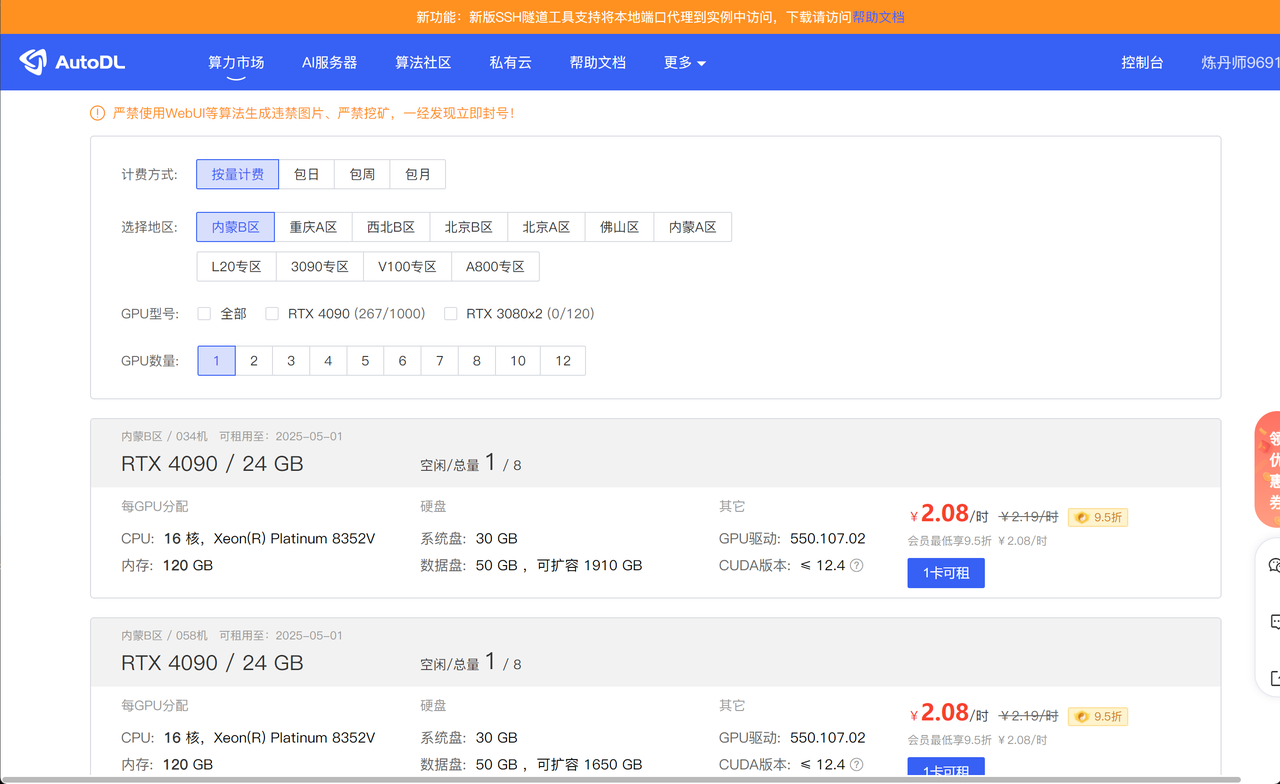 新功能：新版SSH隧道工具支持将本地端口代理到实例中访问，下载请访问帮助文档
AutoDL 算力市场 AI服务器 算法社区 私有云 帮助文档 更多 控制台 炼丹师9691
严禁使用WebUI等算法生成违禁图片、严禁挖矿，一经发现立即封号！
计费方式: 按量计费 包日 包周 包月
选择地区: 内蒙B区 重庆A区 西北B区 北京B区 北京A区 佛山区 内蒙A区
L20专区 3090专区 V100专区 A800专区
GPU型号: 全部 RTX 4090 (267/1000) RTX 3080x2 (0/120)
GPU数量: 1 2 3 4 5 6 7 8 10 12
内蒙B区 / 034机 可租用至：2025-05-01
RTX 4090 / 24 GB 空闲/总量 1 / 8
每GPU分配 硬盘 其它 ￥2.08/时 ￥2.19/时 9.5折
CPU: 16 核, Xeon(R) Platinum 8352V 系统盘: 30 GB GPU驱动: 550.107.02 会员最低享9.5折 ￥2.08/时
内存: 120 GB 数据盘: 50 GB ，可扩容 1910 GB CUDA版本: ≤ 12.4 ? 1卡可租
领
优
惠
券
内蒙B区 / 058机 可租用至：2025-05-01
RTX 4090 / 24 GB 空闲/总量 1 / 8
每GPU分配 硬盘 其它 ￥2.08/时 ￥2.19/时 9.5折
CPU: 16 核, Xeon(R) Platinum 8352V 系统盘: 30 GB GPU驱动: 550.107.02 会员最低享9.5折 ￥2.08/时
内存: 120 GB 数据盘: 50 GB ，可扩容 1650 GB CUDA版本: ≤ 12.4 ? 1卡可租